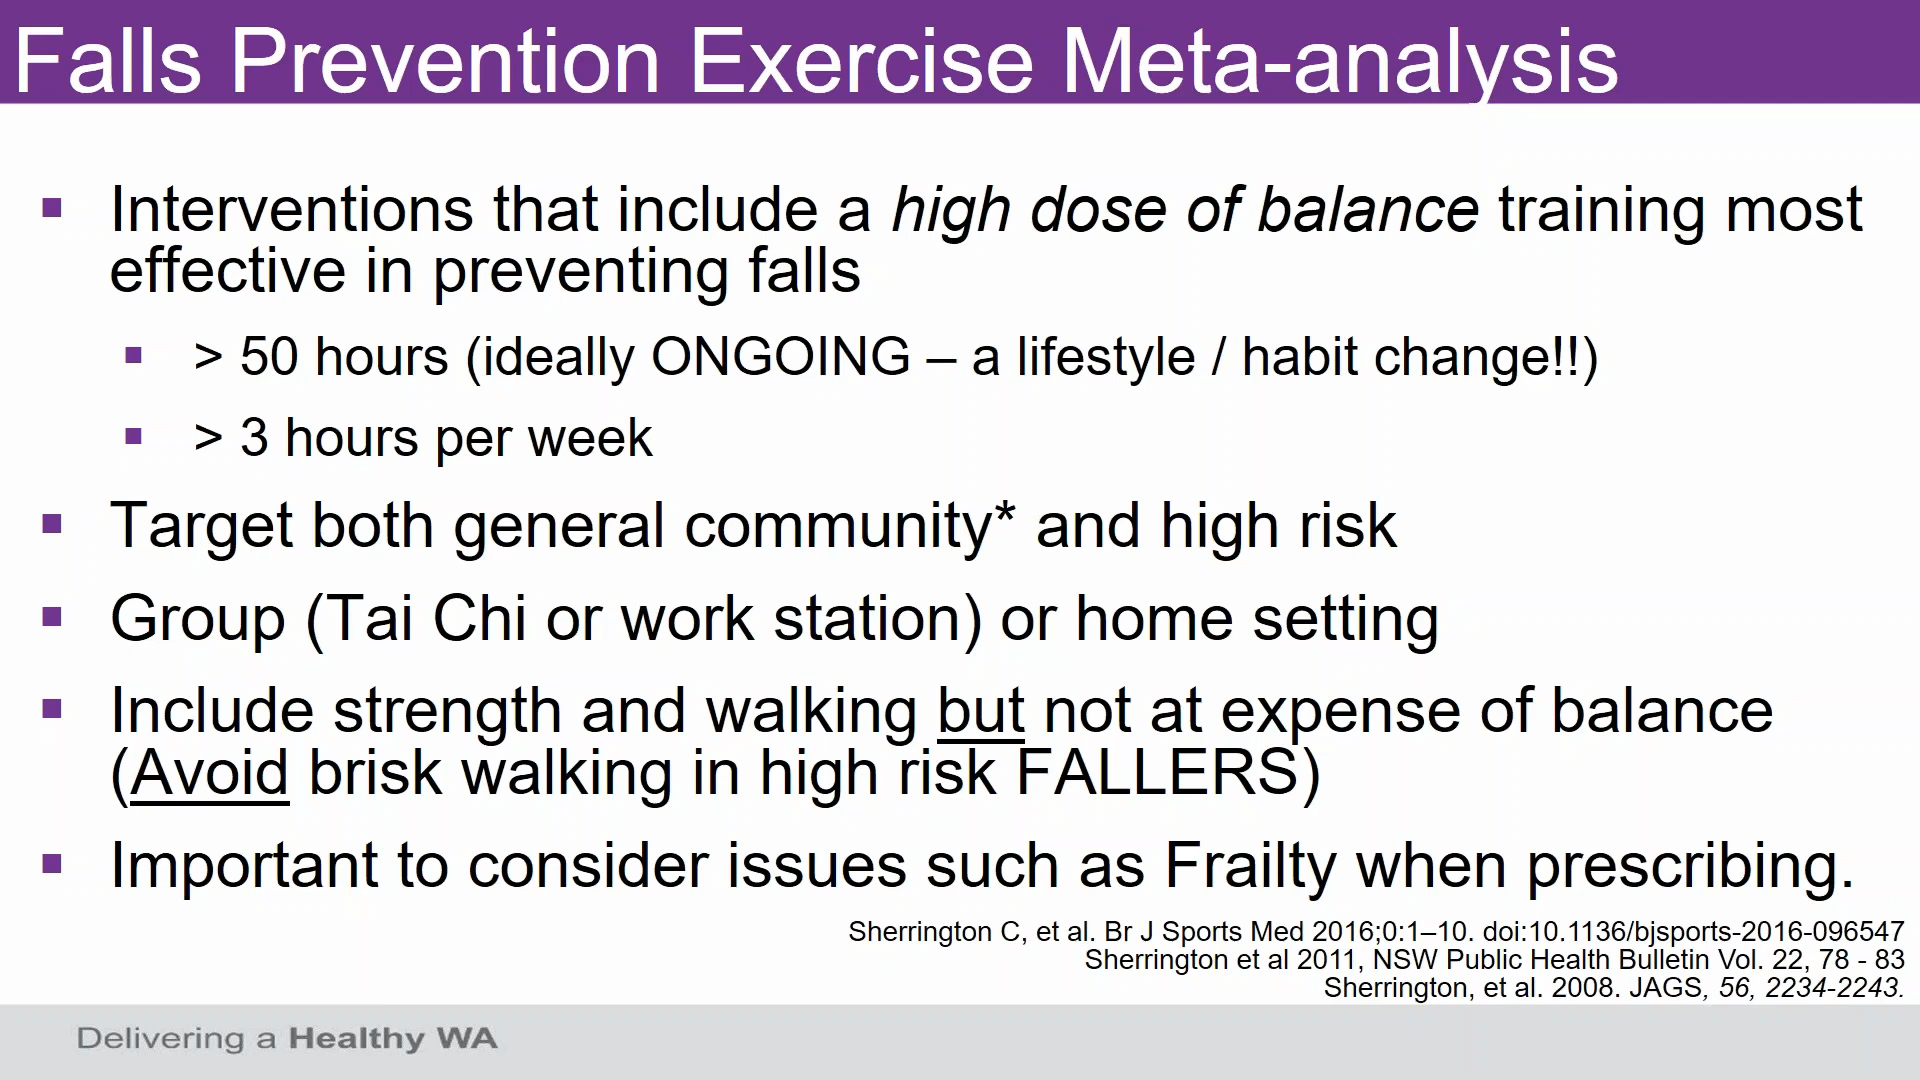 Falls Prevention Exercise Meta-analysis
▪ Interventions that include a high dose of balance training most
effective in preventing falls
▪ > 50 hours (ideally ONGOING – a lifestyle / habit change!!)
▪ > 3 hours per week
▪ Target both general community* and high risk
▪ Group (Tai Chi or work station) or home setting
▪ Include strength and walking but not at expense of balance
(Avoid brisk walking in high risk FALLERS)
▪ Important to consider issues such as Frailty when prescribing.
Sherrington C, et al. Br J Sports Med 2016;0:1–10. doi:10.1136/bjsports-2016-096547
Sherrington et al 2011, NSW Public Health Bulletin Vol. 22, 78 - 83
Sherrington, et al. 2008. JAGS, 56, 2234-2243.
Delivering a Healthy WA